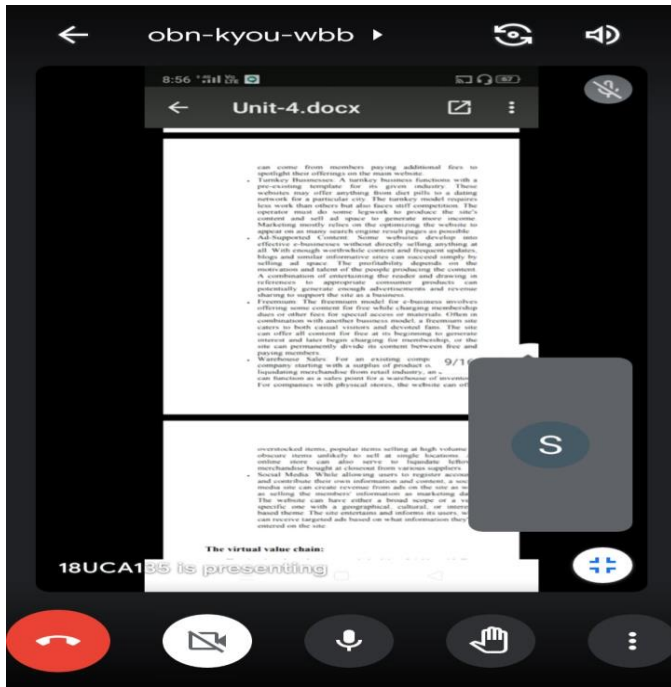 obn-kyou-wbb
8:56
67
Unit-4.docx
can come from members paying additional fees to
spotlight their offerings on the main website.
Turnkey Businesses. A turnkey business functions with a
pre-existing template for its given industry. These
websites may offer anything from diet pills to a dating
network for a particular city. The turnkey model requires
less work than others but also faces stiff competition. The
operator must do some legwork to produce the site's
content and sell ad space to generate more income.
Marketing mostly relies on the optimizing the website to
appear on as many search engine result pages as possible.
Ad-Supported Content. Some websites develop into
effective e-businesses without directly selling anything at
all. With enough worthwhile content and frequent updates,
blogs and similar informative sites can succeed simply by
selling ad space. The profitability depends on the
motivation and talent of the people producing the content.
A combination of entertaining the reader and drawing in
references to appropriate consumer products can
potentially generate enough advertisements and revenue
sharing to support the site as a business.
Freemium. The freemium model for e-business involves
offering some content for free while charging membership
dues or other fees for special access or materials. Often in
combination with another business model, a freemium site
caters to both casual visitors and devoted fans. The site
can offer all content for free at its beginning to generate
interest and later begin charging for membership, or the
site can permanently divide its content between free and
paying members.
Warehouse Sales. For an existing
company starting with a surplus of product
liquidating merchandise from retail industry, an
can function as a sales point for a warehouse of
For companies with physical stores, the website can
9/16
overstocked items, popular items selling at high volume
obscure items unlikely to sell at single locations.
online store can also serve to liquidate
merchandise bought at closeout from various suppliers
Social Media. While allowing users to register
and contribute their own information and content, a
media site can create revenue from ads on the site as
as selling the members' information as marketing
The website can have either a broad scope or a
specific one with a geographical, cultural, or
based theme. The site entertains and informs its users,
can receive targeted ads based on what information
entered on the site.
The virtual value chain:
S
18UCA135 is presenting